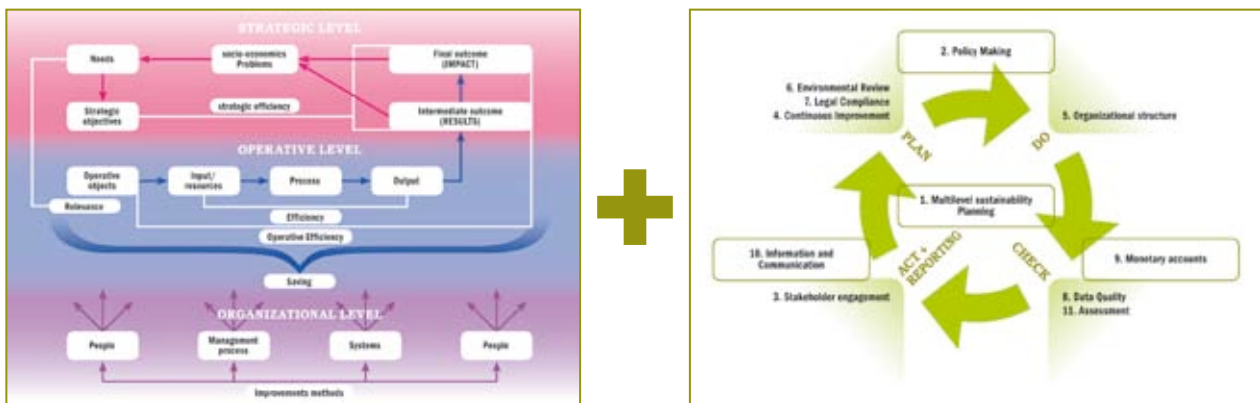 STRATEGIC LEVEL
Needs
socio-economics
Problems
Final outcome
(IMPACT)
Strategic
objectives
strategic efficiency
Intermediate outcome
(RESULTS)
OPERATIVE LEVEL
Operative
objects
Input/
resources
Process
Output
Relevance
Efficiency
Operative Efficiency
Saving
ORGANIZATIONAL LEVEL
People
Management
process
Systems
People
Improvements methods
2. Policy Making
6. Environmental Review
7. Legal Compliance
4. Continuous Improvement
5. Organizational structure
PLAN
DO
1. Multilevel sustainability
Planning
10. Information and
Communication
ACT +
REPORTING
CHECK
9. Monetary accounts
3. Stakeholder engagement
8. Data Quality
11. Assessment